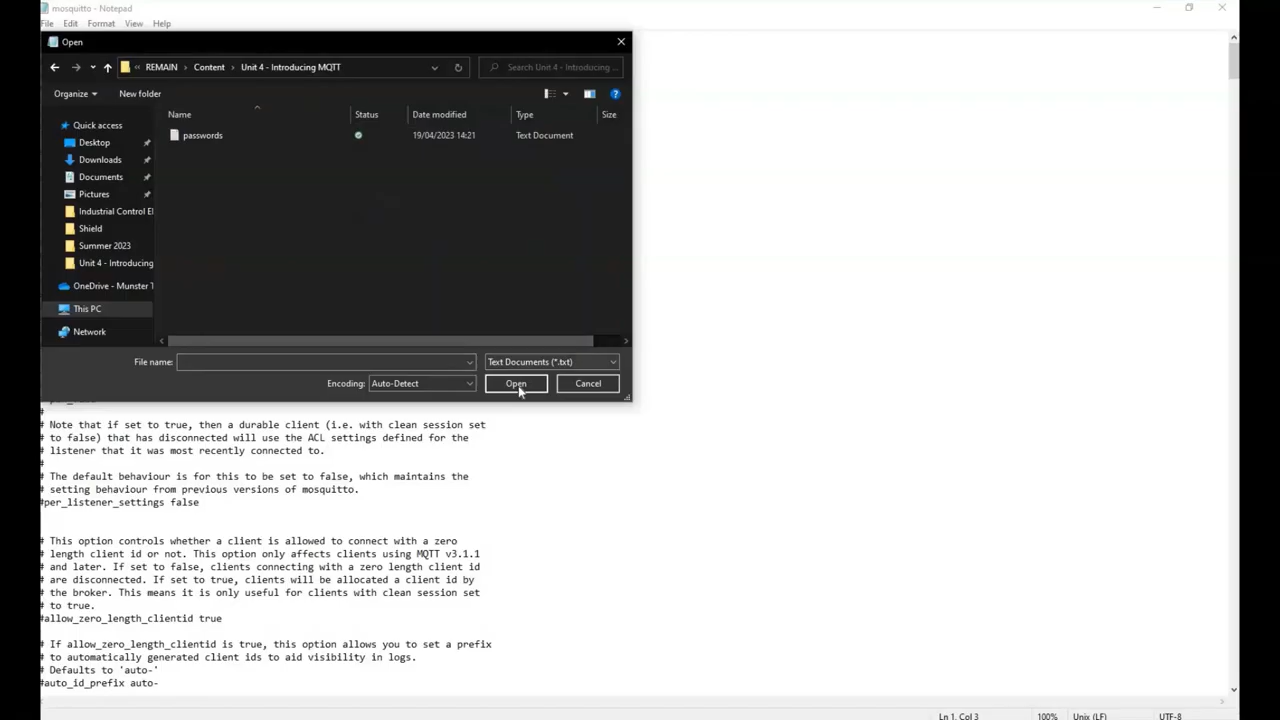 mosquitto - Notepad
File Edit Format View Help
Open
REMAIN > Content > Unit 4 - Introducing MQTT
Search Unit 4 - Introducing ...
Organize New folder
Name Status Date modified Type Size
passwords 19/04/2023 14:21 Text Document
Quick access
Desktop
Downloads
Documents
Pictures
Industrial Control El
Shield
Summer 2023
Unit 4 - Introducing
OneDrive - Munster T
This PC
Network
File name: Text Documents (*.txt)
Encoding: Auto-Detect Open Cancel
#
# Note that if set to true, then a durable client (i.e. with clean session set
# to false) that has disconnected will use the ACL settings defined for the
# listener that it was most recently connected to.
#
# The default behaviour is for this to be set to false, which maintains the
# setting behaviour from previous versions of mosquitto.
#per_listener_settings false
# This option controls whether a client is allowed to connect with a zero
# length client id or not. This option only affects clients using MQTT v3.1.1
# and later. If set to false, clients connecting with a zero length client id
# are disconnected. If set to true, clients will be allocated a client id by
# the broker. This means it is only useful for clients with clean session set
# to true.
#allow_zero_length_clientid true
# If allow_zero_length_clientid is true, this option allows you to set a prefix
# to automatically generated client ids to aid visibility in logs.
# Defaults to 'auto-'
#auto_id_prefix auto-
Ln 1, Col 3 100% Unix (LF) UTF-8